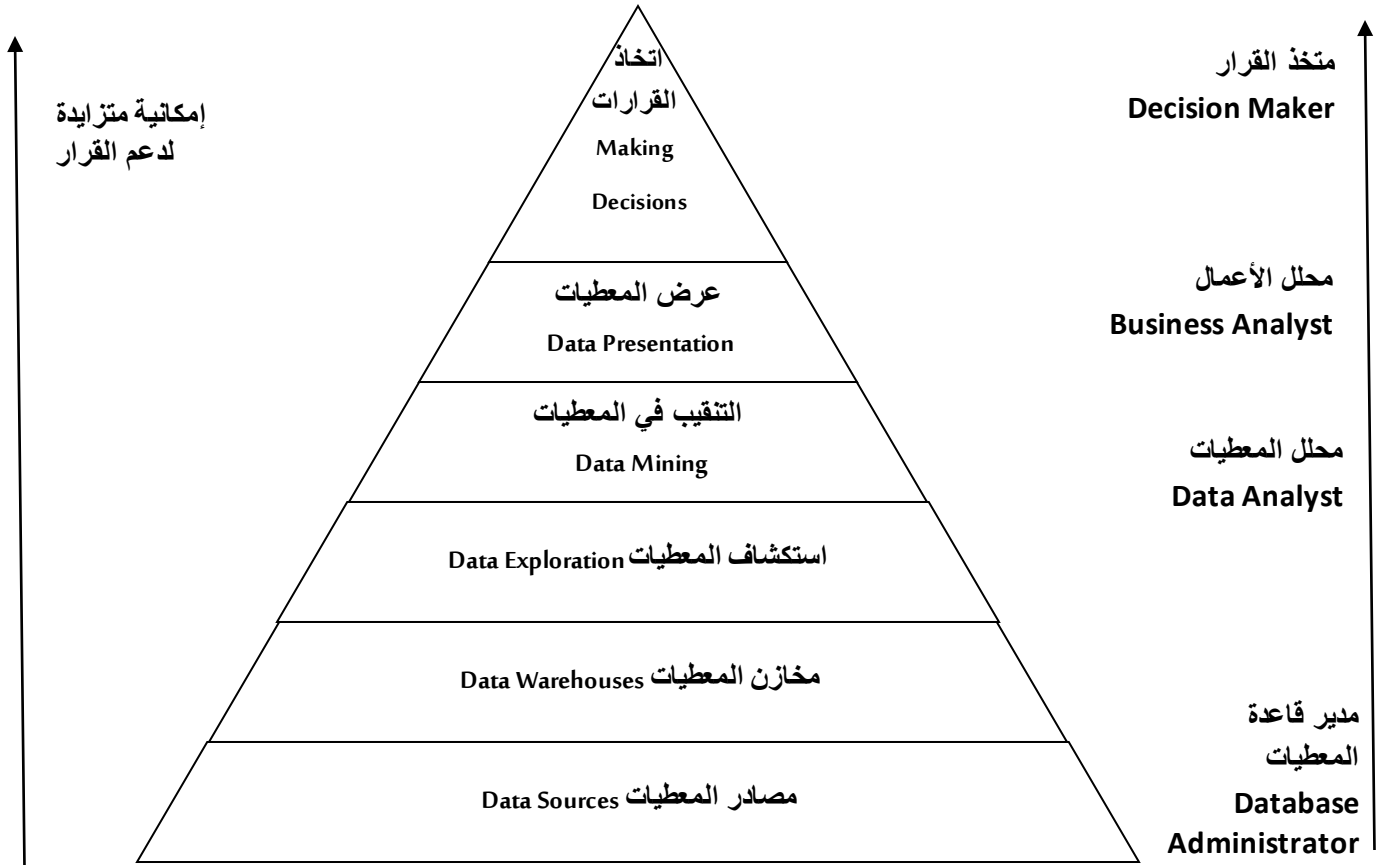 اتخاذ
القرارات
Making
Decisions
متخذ القرار
Decision Maker
إمكانية متزايدة
لدعم القرار
عرض المعطيات
Data Presentation
محلل الأعمال
Business Analyst
التنقيب في المعطيات
Data Mining
محلل المعطيات
Data Analyst
استكشاف المعطيات Data Exploration
مخازن المعطيات Data Warehouses
مصادر المعطيات Data Sources
مدير قاعدة
المعطيات
Database
Administrator